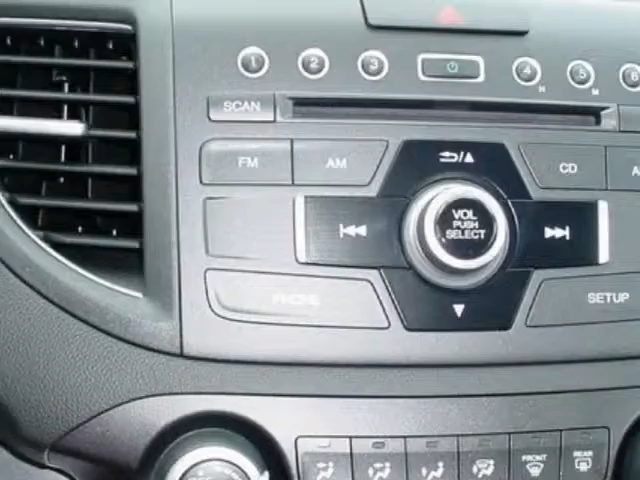 1 2 3 4 5 6
H M
SCAN
FM AM CD A
VOL
PUSH
SELECT
PHONE SETUP
FRONT REAR